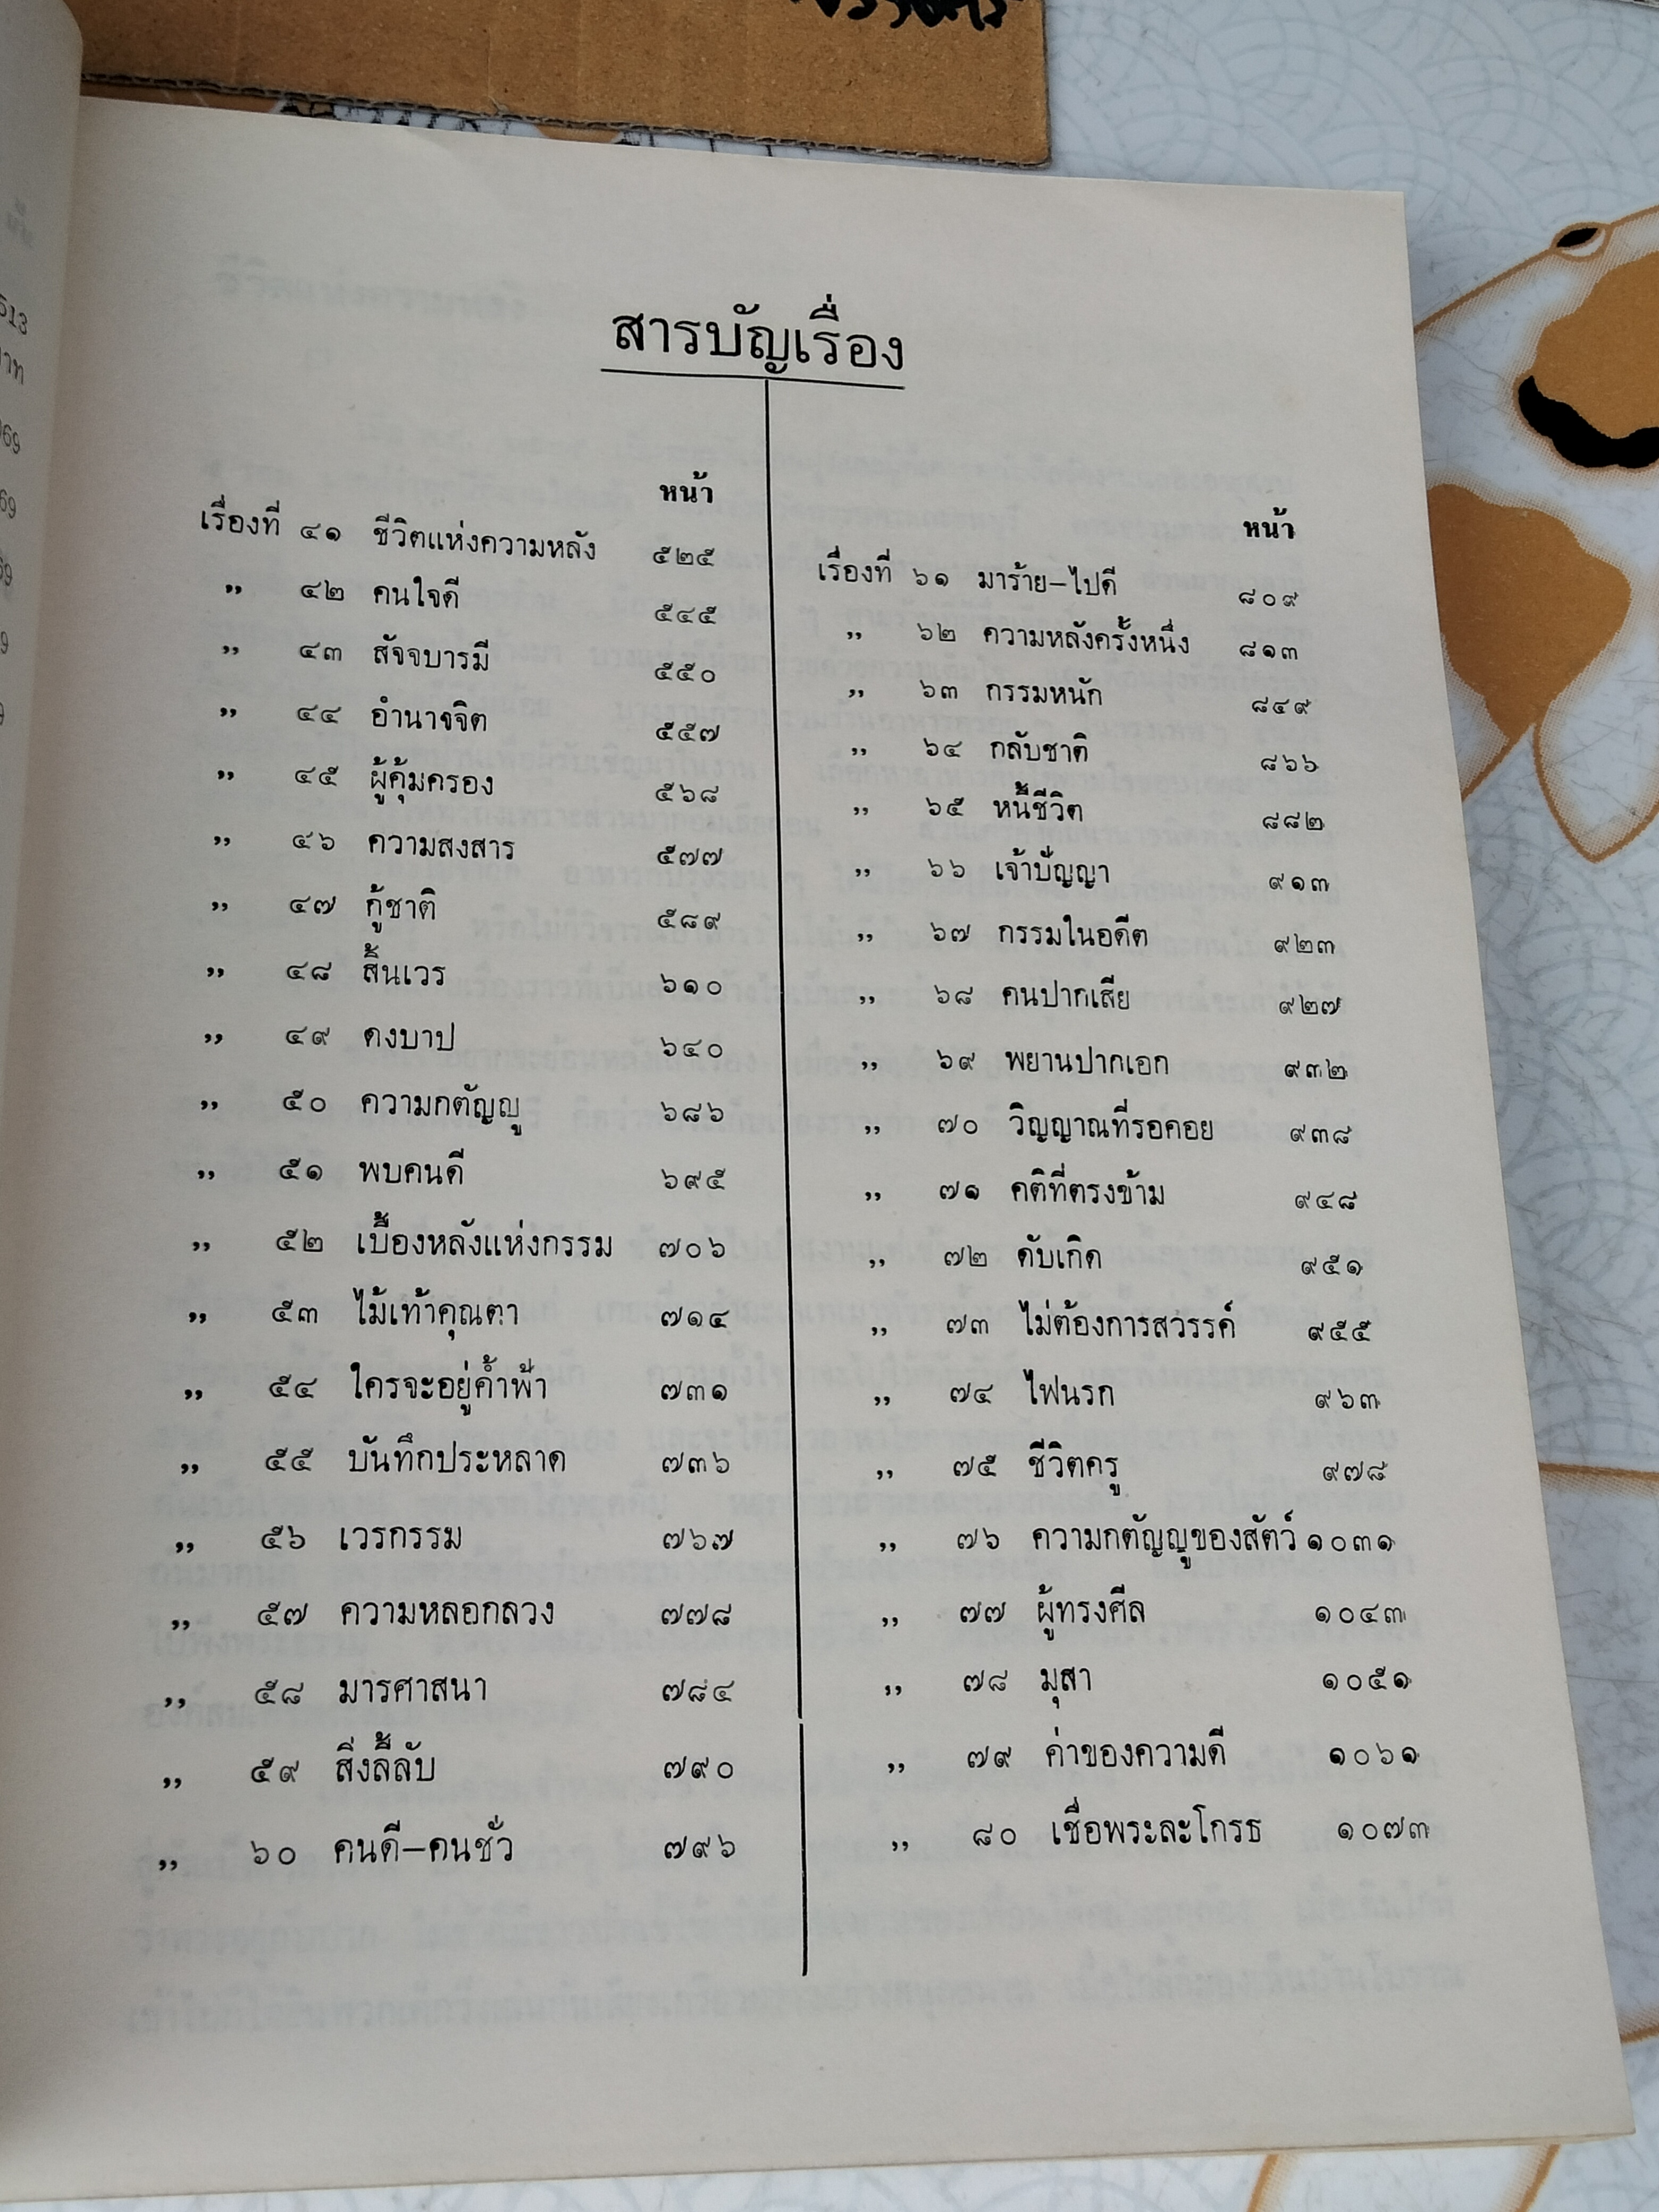 สารบัญเรื่อง
หน้า
เรื่องที่ ๔๑ ชีวิตแห่งความหลัง ๕๒๕
,, ๔๒ คนใจดี ๕๔๕
,, ๔๓ สัจจบารมี ๕๕๐
,, ๔๔ อำนาจจิต ๕๕๗
,, ๔๕ ผู้คุ้มครอง ๕๖๘
,, ๔๖ ความสงสาร ๕๗๗
,, ๔๗ กู้ชาติ ๕๘๙
,, ๔๘ สิ้นเวร ๖๑๐
,, ๔๙ ดงบาป ๖๔๐
,, ๕๐ ความกตัญญู ๖๘๖
,, ๕๑ พบคนดี ๖๙๕
,, ๕๒ เบื้องหลังแห่งกรรม ๗๐๖
,, ๕๓ ไม้เท้าคุณตา ๗๑๔
,, ๕๔ ใครจะอยู่ค้ำฟ้า ๗๓๑
,, ๕๕ บันทึกประหลาด ๗๓๖
,, ๕๖ เวรกรรม ๗๖๗
,, ๕๗ ความหลอกลวง ๗๗๘
,, ๕๘ มารศาสนา ๗๘๔
,, ๕๙ สิ่งลี้ลับ ๗๙๐
,, ๖๐ คนดี–คนชั่ว ๗๙๖
หน้า
เรื่องที่ ๖๑ มาร้าย–ไปดี ๘๐๙
,, ๖๒ ความหลังครั้งหนึ่ง ๘๑๓
,, ๖๓ กรรมหนัก ๘๔๙
,, ๖๔ กลับชาติ ๘๖๖
,, ๖๕ หนี้ชีวิต ๘๘๒
,, ๖๖ เจ้าปัญญา ๙๑๓
,, ๖๗ กรรมในอดีต ๙๒๓
,, ๖๘ คนปากเสีย ๙๒๗
,, ๖๙ พยานปากเอก ๙๓๒
,, ๗๐ วิญญาณที่รอคอย ๙๓๘
,, ๗๑ คติที่ตรงข้าม ๙๔๘
,, ๗๒ ดับเกิด ๙๕๑
,, ๗๓ ไม่ต้องการสวรรค์ ๙๕๕
,, ๗๔ ไฟนรก ๙๖๓
,, ๗๕ ชีวิตครู ๙๗๘
,, ๗๖ ความกตัญญูของสัตว์ ๑๐๓๑
,, ๗๗ ผู้ทรงศีล ๑๐๔๓
,, ๗๘ มุสา ๑๐๕๑
,, ๗๙ ค่าของความดี ๑๐๖๑
,, ๘๐ เชื่อพระละโกรธ ๑๐๗๓